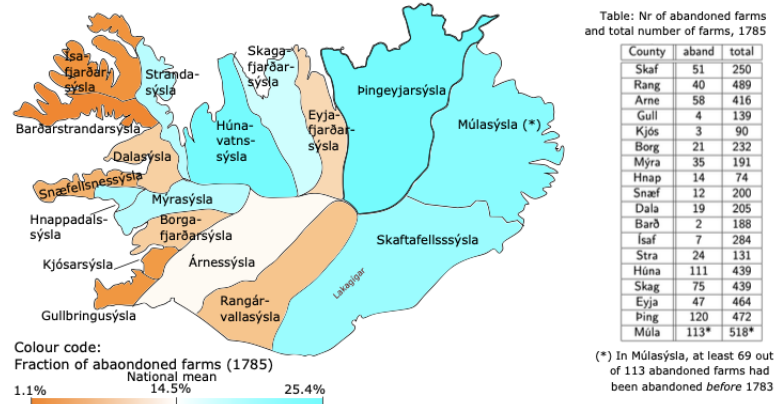 Ísa-
fjarðar-
sýsla
Stranda-
sýsla
Skaga-
fjarðar-
sýsla
Þingeyjarsýsla
Barðarstrandarsýsla
Húna-
vatns-
sýsla
Eyja-
fjarðar-
sýsla
Múlasýsla (*)
Dalasýsla
Snæfellsnessýsla
Mýrasýsla
Hnappadals-
sýsla
Borga-
fjarðarsýsla
Skaftafellsssýsla
Kjósarsýsla
Árnessýsla
Lakagígar
Gullbringusýsla
Rangár-
vallasýsla
Colour code:
Fraction of abaondoned farms (1785)
National mean
1.1% 14.5% 25.4%
Table: Nr of abandoned farms
and total number of farms, 1785
County aband total
Skaf 51 250
Rang 40 489
Arne 58 416
Gull 4 139
Kjós 3 90
Borg 21 232
Mýra 35 191
Hnap 14 74
Snæf 12 200
Dala 19 205
Barð 2 188
Ísaf 7 284
Stra 24 131
Húna 111 439
Skag 75 439
Eyja 47 464
Þing 120 472
Múla 113* 518*
(*) In Múlasýsla, at least 69 out
of 113 abandoned farms had
been abandoned before 1783